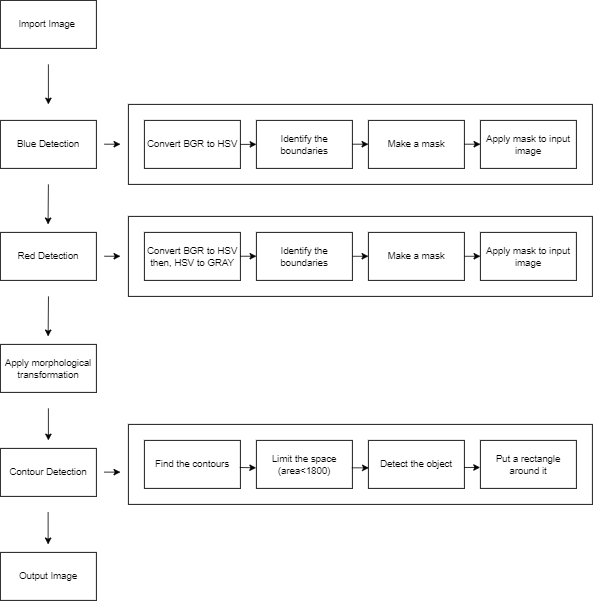 Import Image
Blue Detection
Convert BGR to HSV
Identify the
boundaries
Make a mask
Apply mask to input
image
Red Detection
Convert BGR to HSV
then, HSV to GRAY
Identify the
boundaries
Make a mask
Apply mask to input
image
Apply morphological
transformation
Contour Detection
Find the contours
Limit the space
(area<1800)
Detect the object
Put a rectangle
around it
Output Image